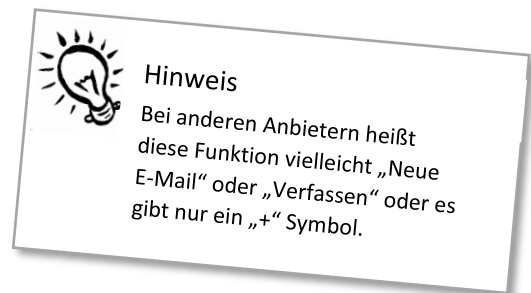 Hinweis
Bei anderen Anbietern heißt
diese Funktion vielleicht „Neue
E-Mail“ oder „Verfassen“ oder es
gibt nur ein „+“ Symbol.